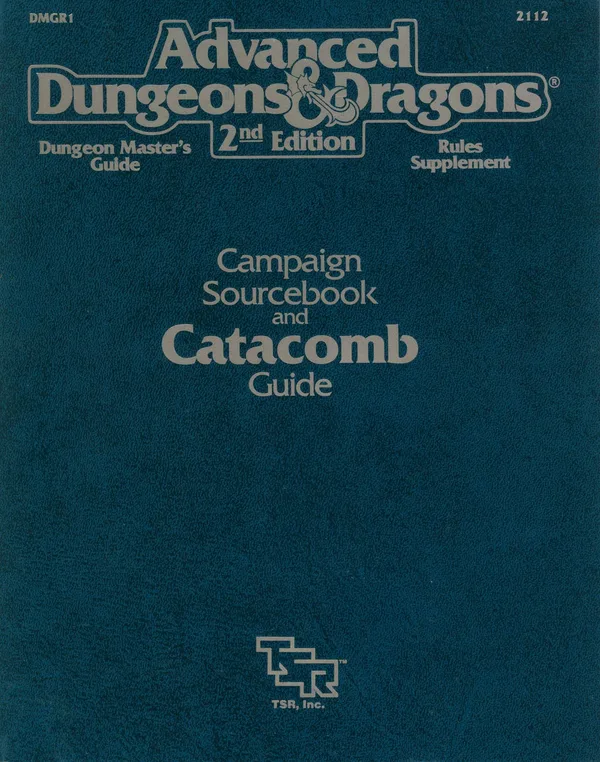 DMGR1
2112
Advanced
Dungeons & Dragons®
2nd Edition
Dungeon Master's
Guide
Rules
Supplement
Campaign
Sourcebook
and
Catacomb
Guide
TSR™
TSR, Inc.